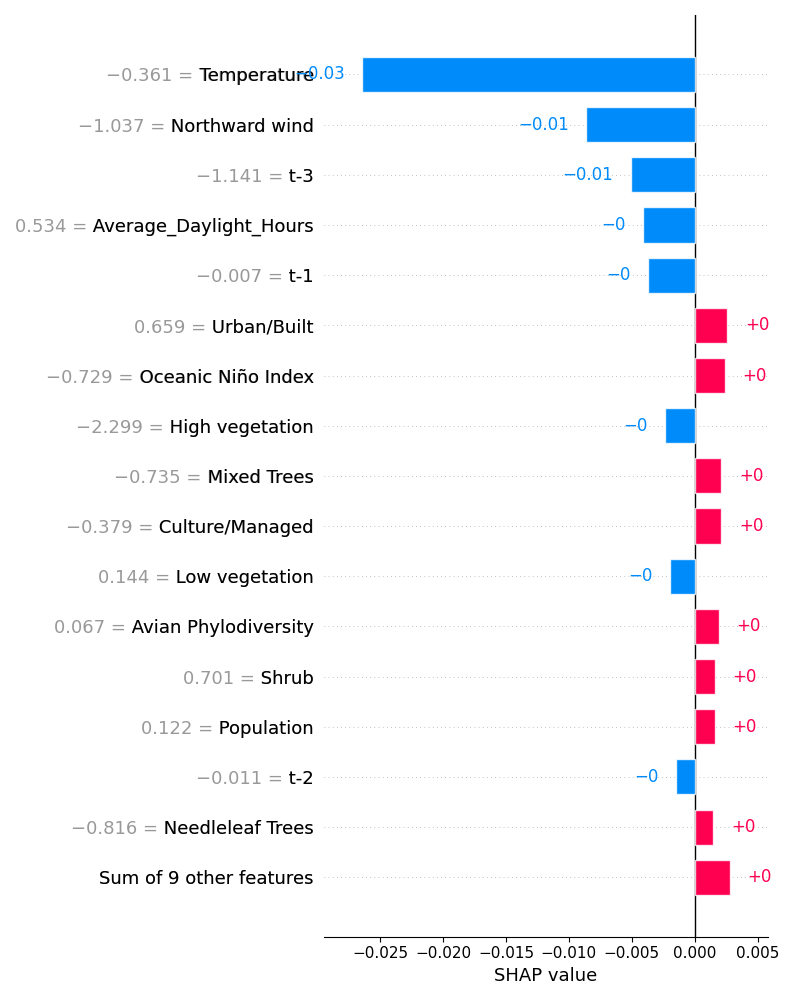 −0.361 = Temperature −0.03
−1.037 = Northward wind −0.01
−1.141 = t-3 −0.01
0.534 = Average_Daylight_Hours −0
−0.007 = t-1 −0
0.659 = Urban/Built +0
−0.729 = Oceanic Niño Index +0
−2.299 = High vegetation −0
−0.735 = Mixed Trees +0
−0.379 = Culture/Managed +0
0.144 = Low vegetation −0
0.067 = Avian Phylodiversity +0
0.701 = Shrub +0
0.122 = Population +0
−0.011 = t-2 −0
−0.816 = Needleleaf Trees +0
Sum of 9 other features +0
−0.025 −0.020 −0.015 −0.010 −0.005 0.000 0.005
SHAP value